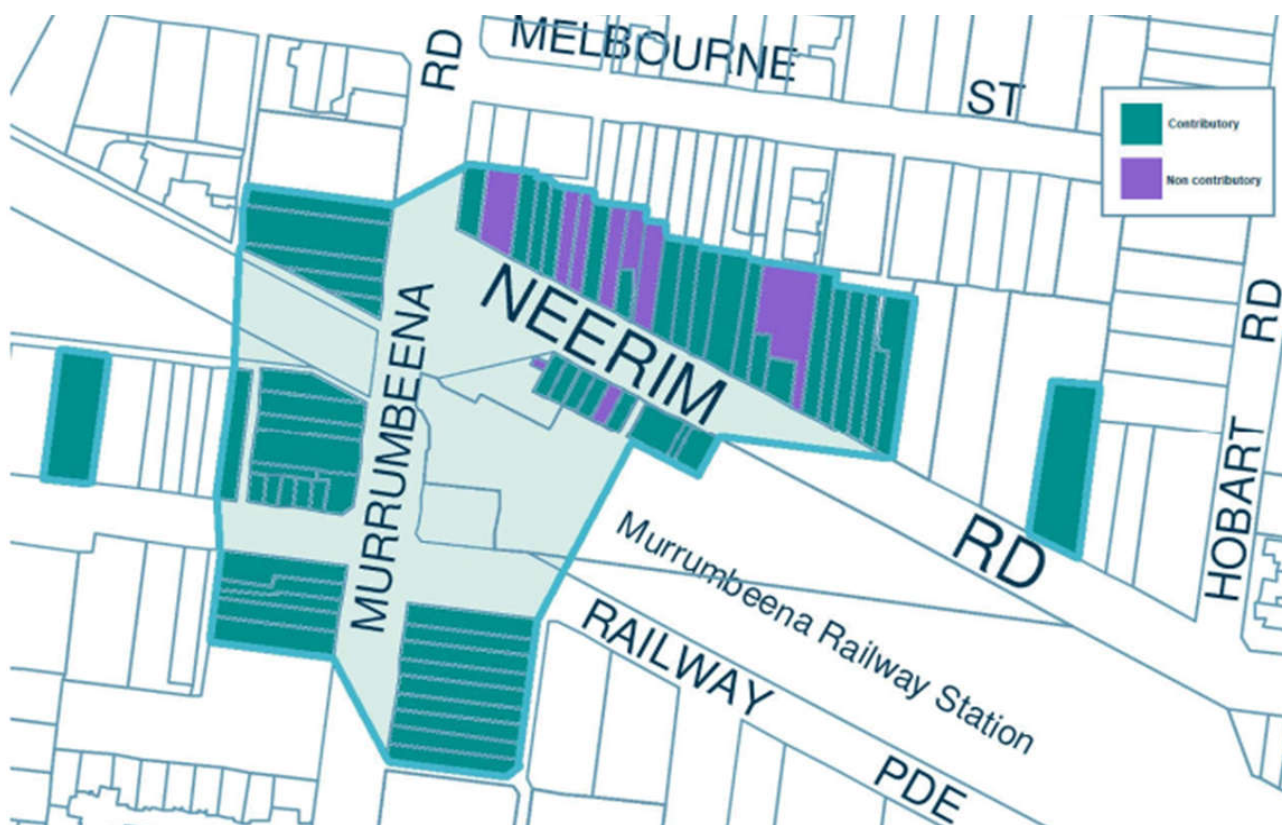 MELBOURNE
ST
RD
Contributory
Non contributory
NEERIM
RD
MURRUMBEENA
RD
HOBART
Murrumbeena Railway Station
RAILWAY
PDE